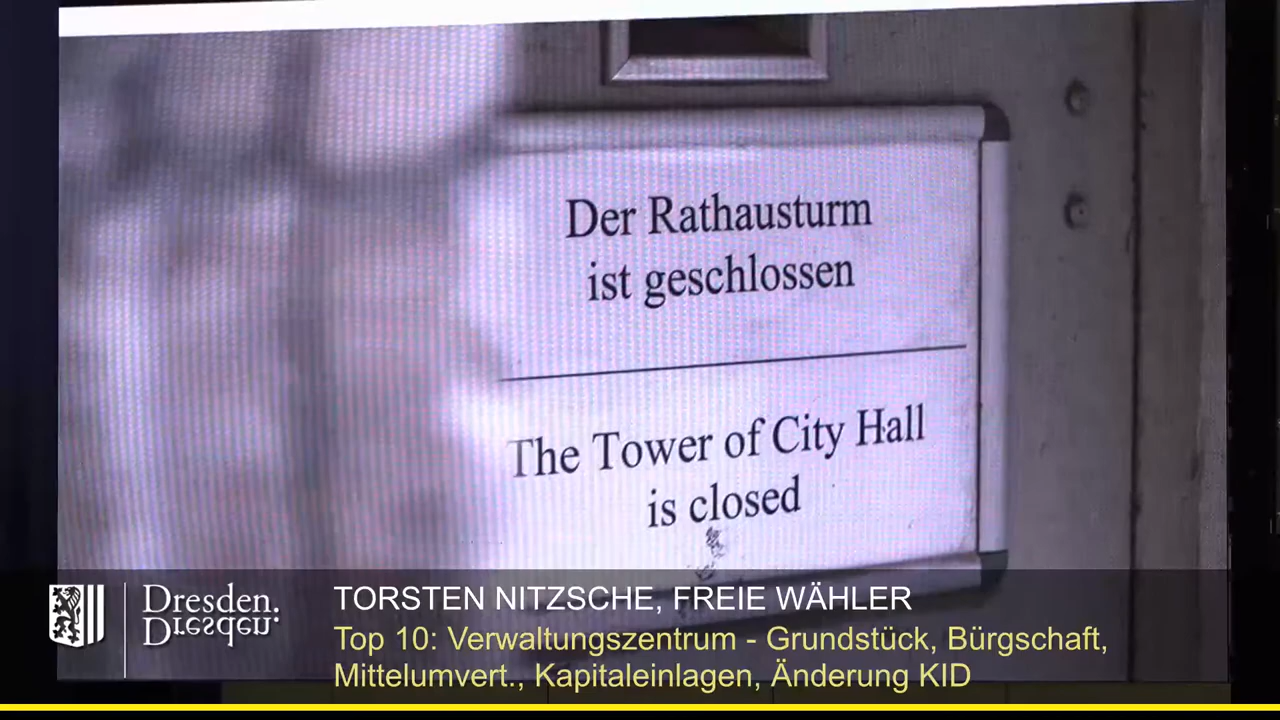 Der Rathausturm
ist geschlossen
The Tower of City Hall
is closed
Dresden.
Dresden.
TORSTEN NITZSCHE, FREIE WÄHLER
Top 10: Verwaltungszentrum - Grundstück, Bürgschaft,
Mittelumvert., Kapitaleinlagen, Änderung KID